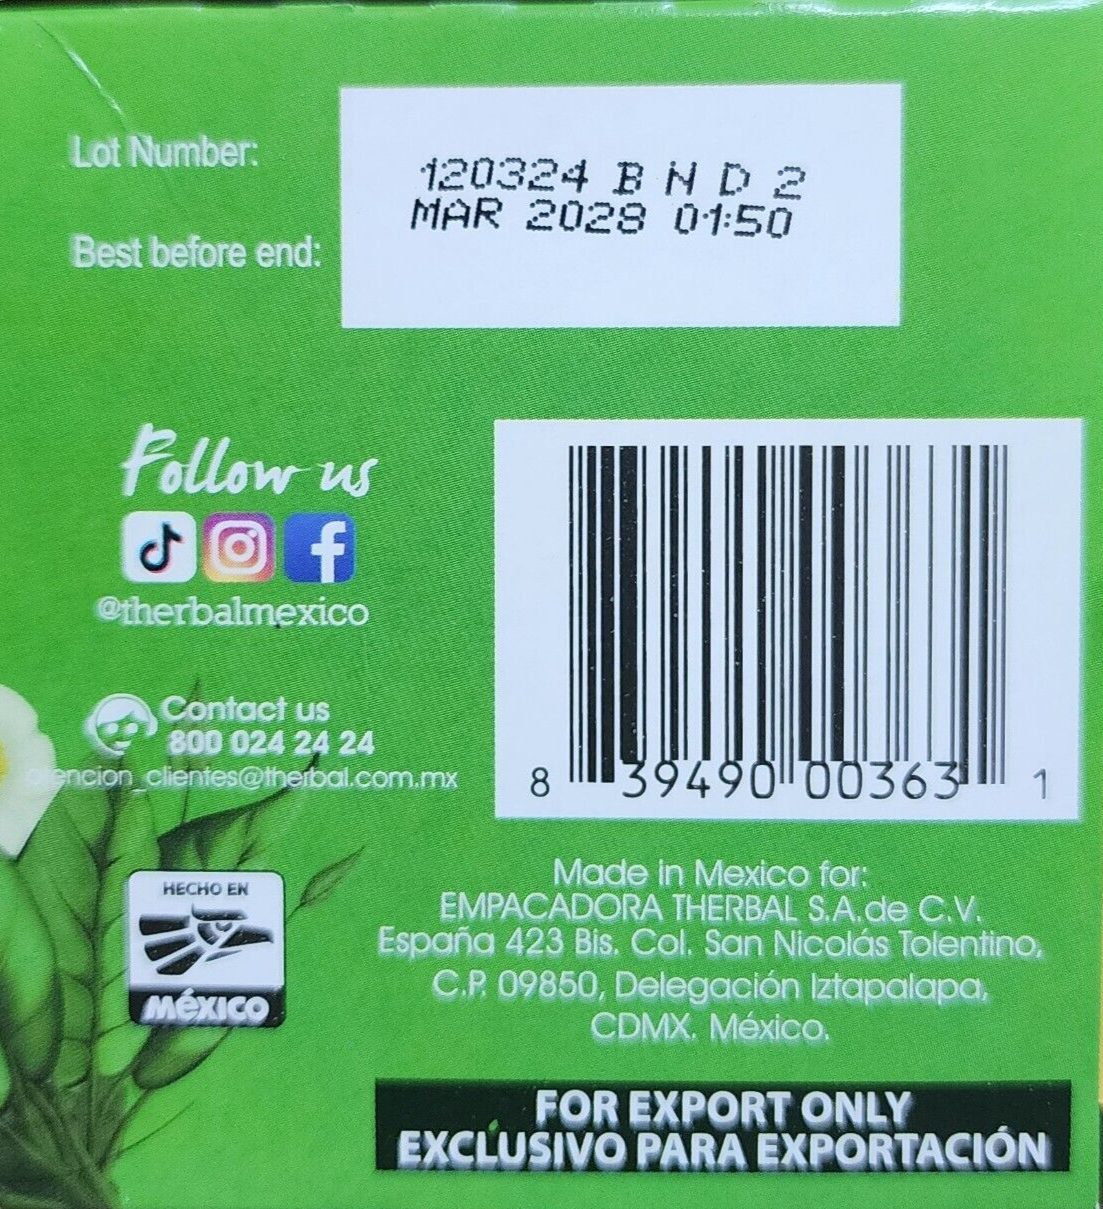 Lot Number:
120324 B N D 2
MAR 2028 01:50
Best before end:
Follow us
@therbalmexico
Contact us
800 024 24 24
atencion_clientes@therbal.com.mx
8 39490 00363 1
HECHO EN
MéXICO
Made in Mexico for:
EMPACADORA THERBAL S.A. de C.V.
España 423 Bis. Col. San Nicolás Tolentino,
C.P. 09850, Delegación Iztapalapa,
CDMX. México.
FOR EXPORT ONLY
EXCLUSIVO PARA EXPORTACIÓN